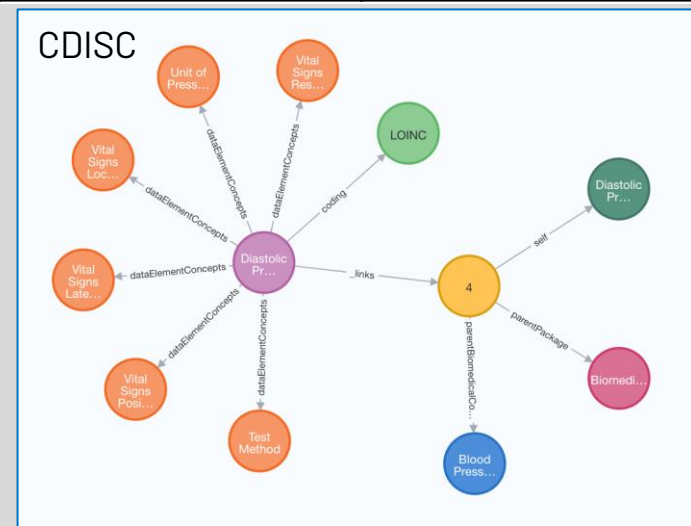 CDISC
Unit of
Press...
Vital
Signs
Res...
dataElementConcepts
dataElementConcepts
LOINC
Vital
Signs
Loc...
dataElementConcepts
coding
Diastolic
Pr...
self
Diastolic
Pr...
_links
dataElementConcepts
Vital
Signs
Late...
4
dataElementConcepts
dataElementConcepts
parentBiomedicalCo...
parentPackage
Vital
Signs
Posi...
Biomedi...
Test
Method
Blood
Press...